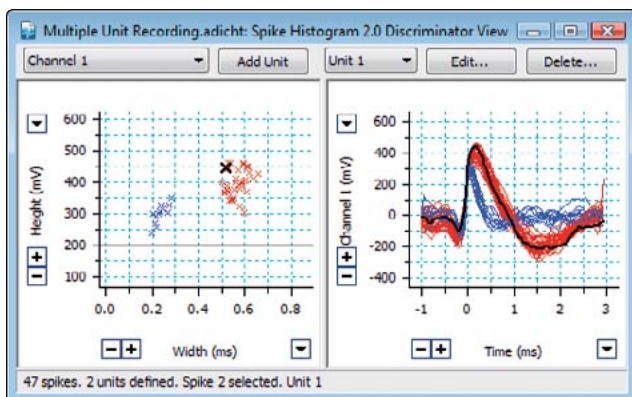 Multiple Unit Recording.adicht: Spike Histogram 2.0 Discriminator View
Channel 1
Add Unit
Unit 1
Edit...
Delete...
600
500
400
300
200
100
Height (mV)
0.0 0.2 0.4 0.6 0.8
Width (ms)
600
400
200
0
-200
-400
Channel 1 (mV)
-1 0 1 2 3
Time (ms)
47 spikes. 2 units defined. Spike 2 selected. Unit 1